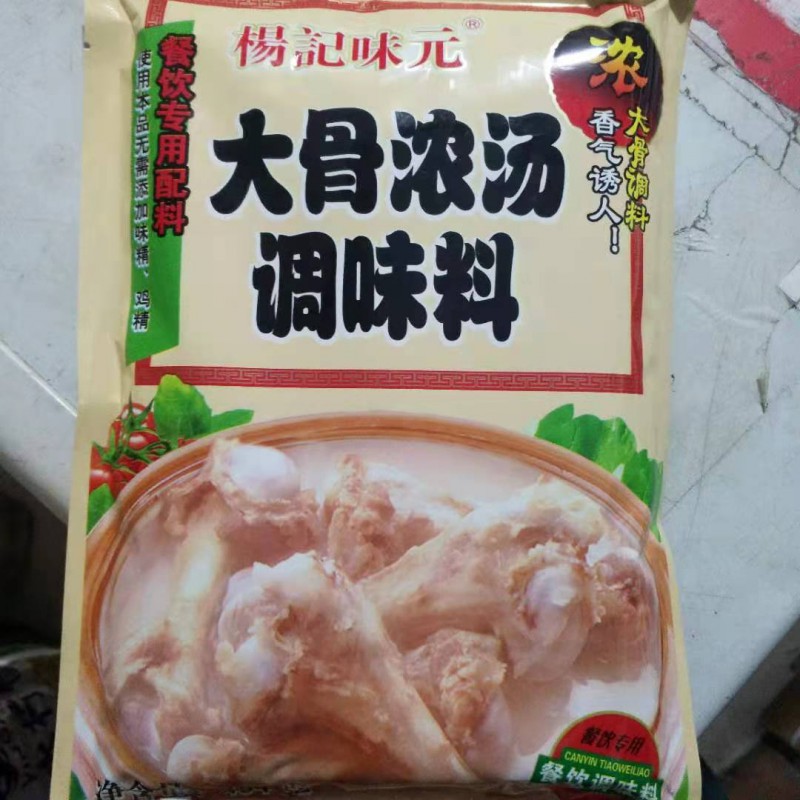 楊記味元®
浓
大骨调料
香气诱人！
餐饮专用配料
使用本品无需添加味精、鸡精
大骨浓汤
调味料
餐饮专用
CANYIN TIAOWEILIAO
餐饮调味料
净含